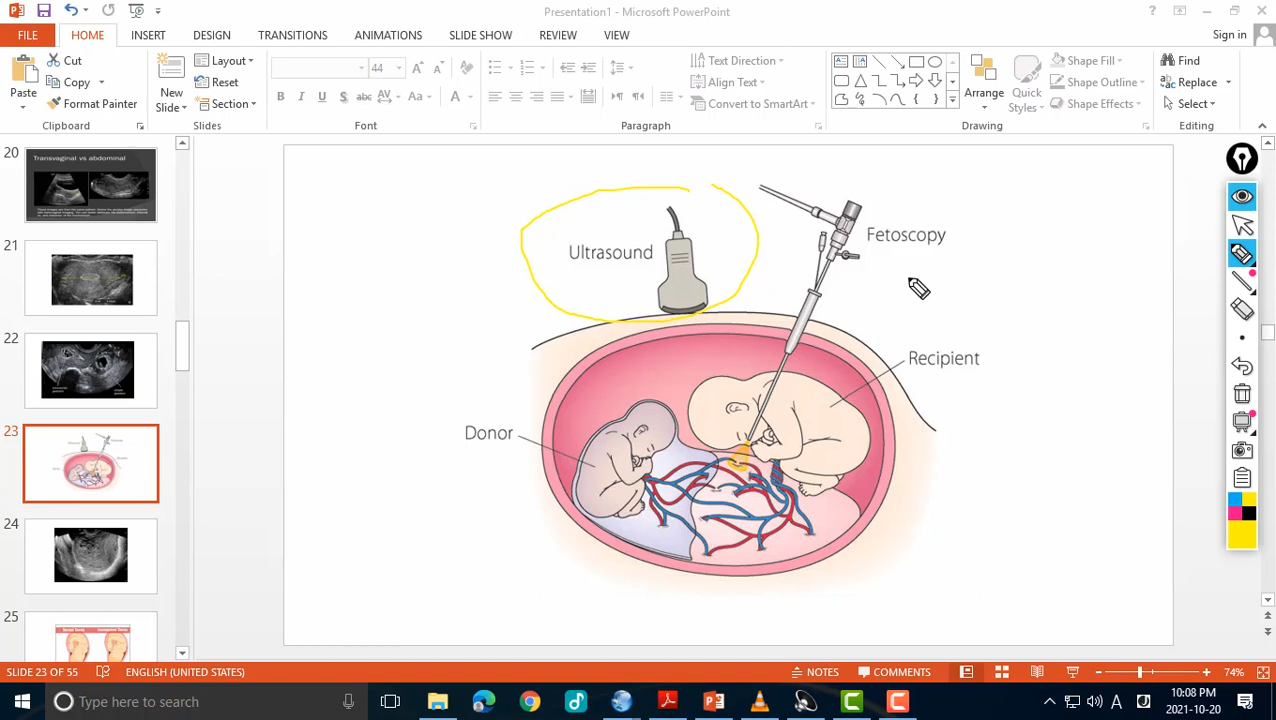 Presentation1 - Microsoft PowerPoint
Sign in
FILE HOME INSERT DESIGN TRANSITIONS ANIMATIONS SLIDE SHOW REVIEW VIEW
Paste
Cut
Copy
Format Painter
Clipboard
New Slide
Layout
Reset
Section
Slides
44
B I U S abc AV Aa A
Font
Text Direction
Align Text
Convert to SmartArt
Paragraph
Arrange
Quick Styles
Shape Fill
Shape Outline
Shape Effects
Drawing
Find
Replace
Select
Editing
20
Transvaginal vs abdominal
21
22
23
24
25
Ultrasound
Fetoscopy
Recipient
Donor
SLIDE 23 OF 55
ENGLISH (UNITED STATES)
NOTES
COMMENTS
74%
Type here to search
10:08 PM
2021-10-20